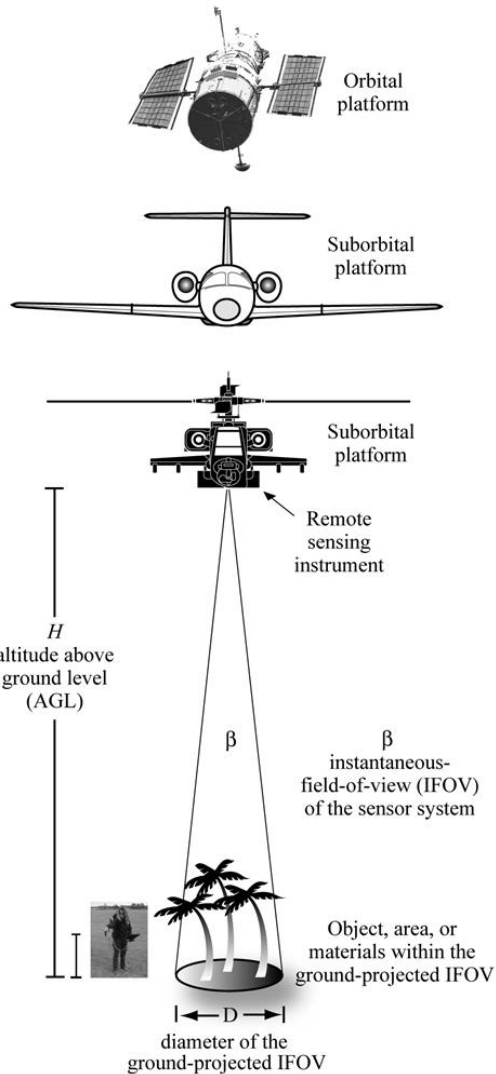 Orbital
platform
Suborbital
platform
Suborbital
platform
Remote
sensing
instrument
H
altitude above
ground level
(AGL)
β
β
instantaneous-
field-of-view (IFOV)
of the sensor system
Object, area, or
materials within the
ground-projected IFOV
D
diameter of the
ground-projected IFOV